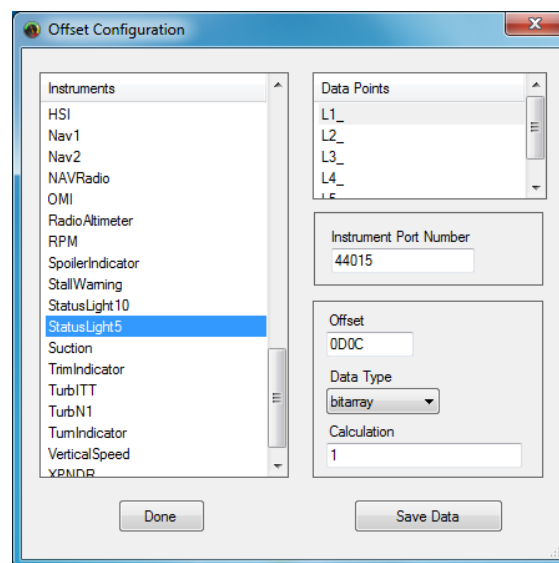 Offset Configuration
Instruments
HSI
Nav1
Nav2
NAVRadio
OMI
RadioAltimeter
RPM
SpoilerIndicator
StallWarning
StatusLight10
StatusLight5
Suction
TrimIndicator
TurbITT
TurbN1
TurnIndicator
VerticalSpeed
XPNDR
Data Points
L1_
L2_
L3_
L4_
L5_
Instrument Port Number
44015
Offset
0D0C
Data Type
bitarray
Calculation
1
Done
Save Data